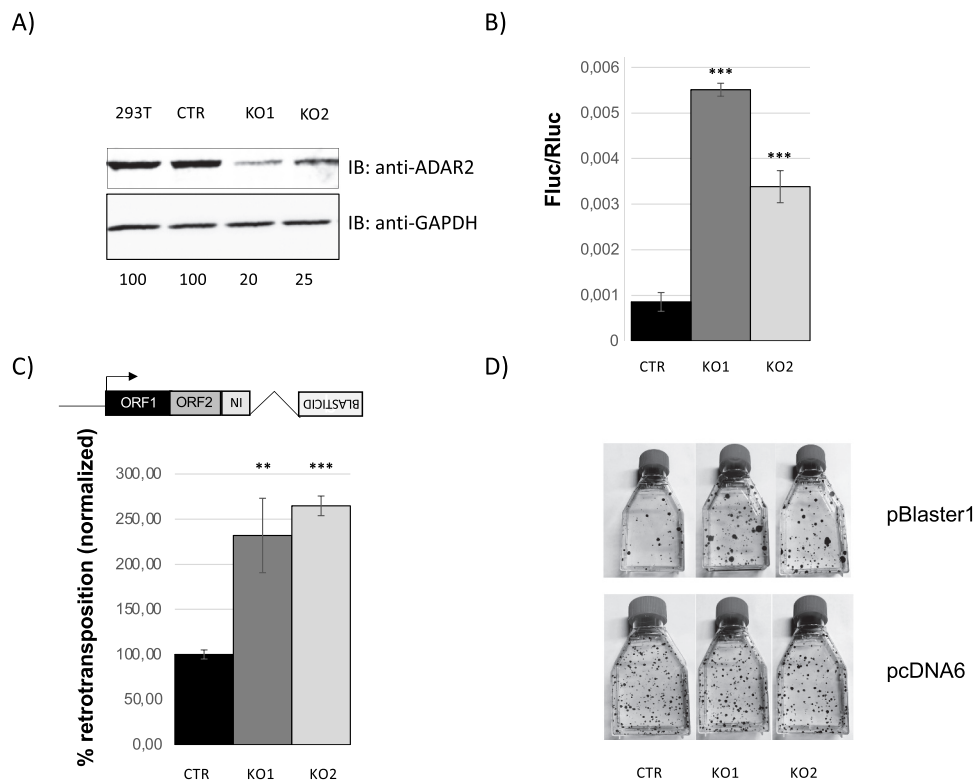 A)
293T CTR KO1 KO2
IB: anti-ADAR2
IB: anti-GAPDH
100 100 20 25
B)
Fluc/Rluc
0,006
0,005
0,004
0,003
0,002
0,001
0
***
***
CTR KO1 KO2
C)
ORF1 ORF2 IN BLASTICID
% retrotransposition (normalized)
300,00
250,00
200,00
150,00
100,00
50,00
0,00
** ***
CTR KO1 KO2
D)
pBlaster1
pcDNA6
CTR KO1 KO2